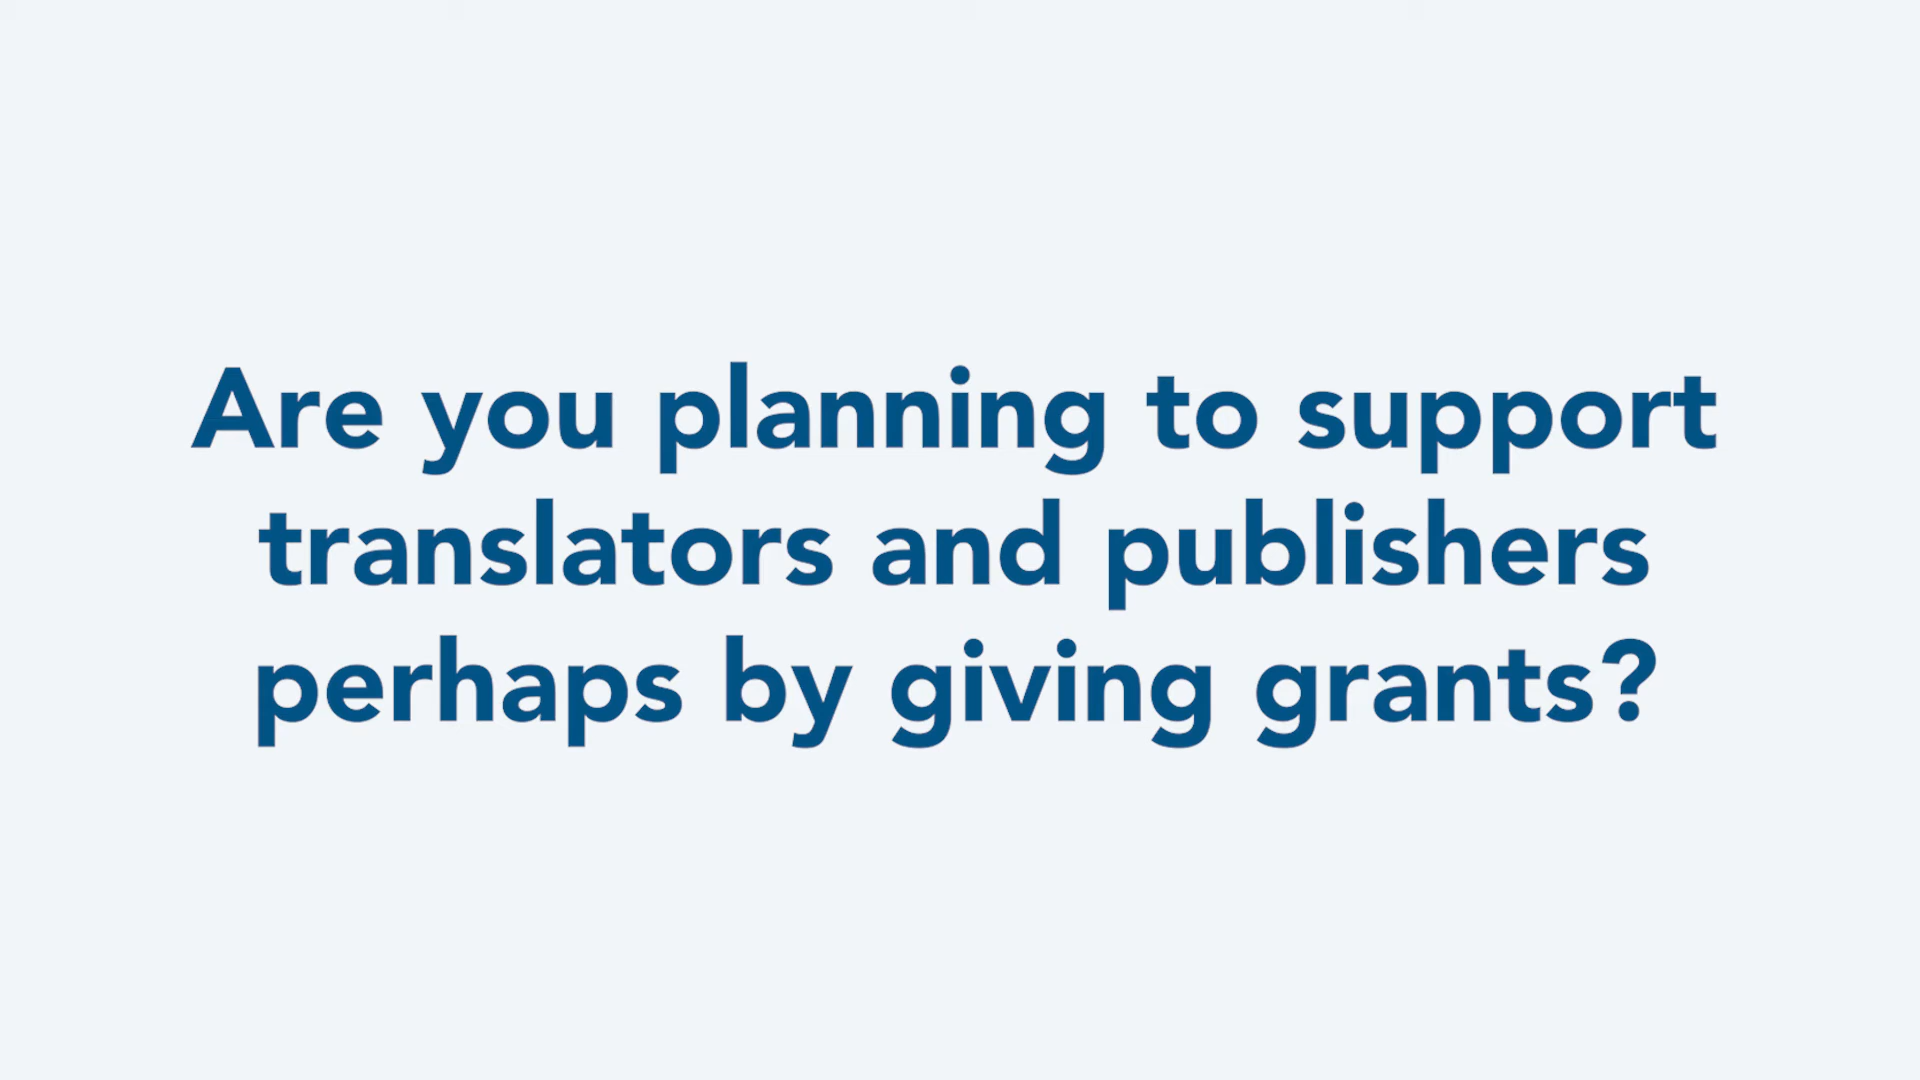 Are you planning to support
translators and publishers
perhaps by giving grants?